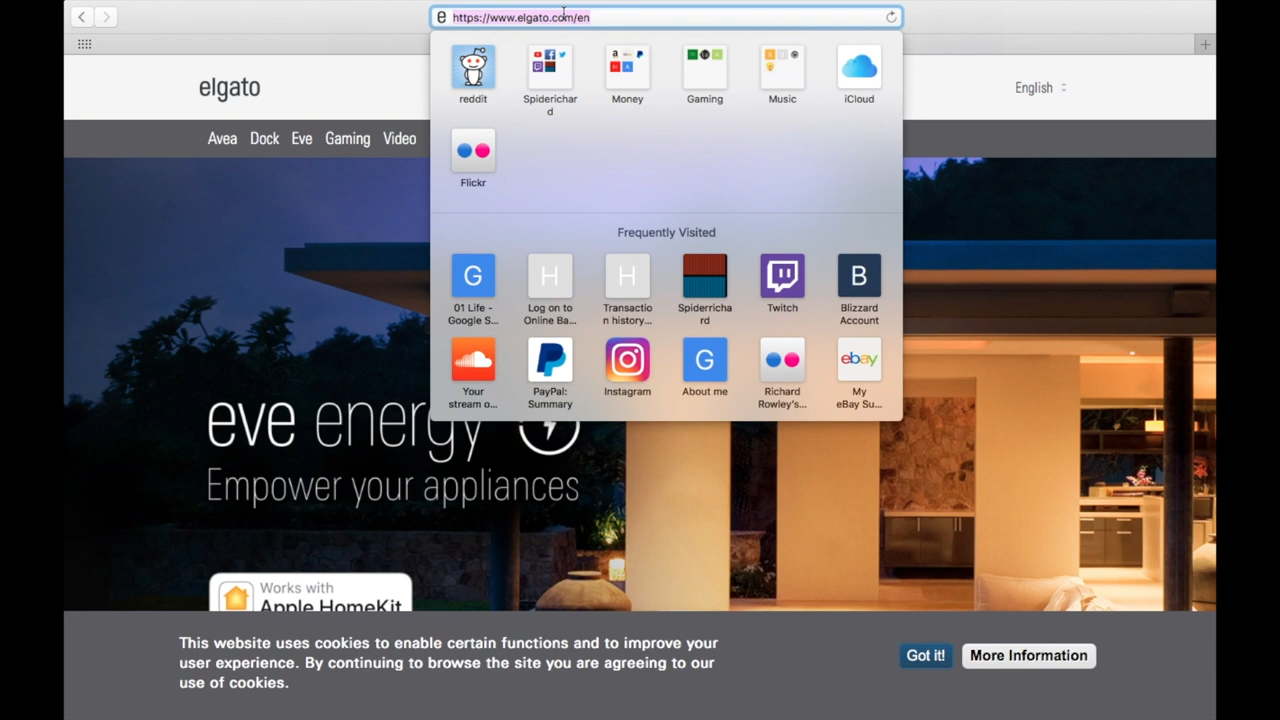 e https://www.elgato.com/en
elgato
English
Avea Dock Eve Gaming Video
reddit
Spiderichar
d
Money
Gaming
Music
iCloud
Flickr
Frequently Visited
G
01 Life -
Google S...
H
Log on to
Online Ba...
H
Transactio
n history...
Spiderricha
rd
Twitch
B
Blizzard
Account
Your
stream o...
PayPal:
Summary
Instagram
G
About me
Richard
Rowley's...
ebay
My
eBay Su...
eve energy
Empower your appliances
Works with
Apple HomeKit
This website uses cookies to enable certain functions and to improve your
user experience. By continuing to browse the site you are agreeing to our
use of cookies.
Got it!
More Information